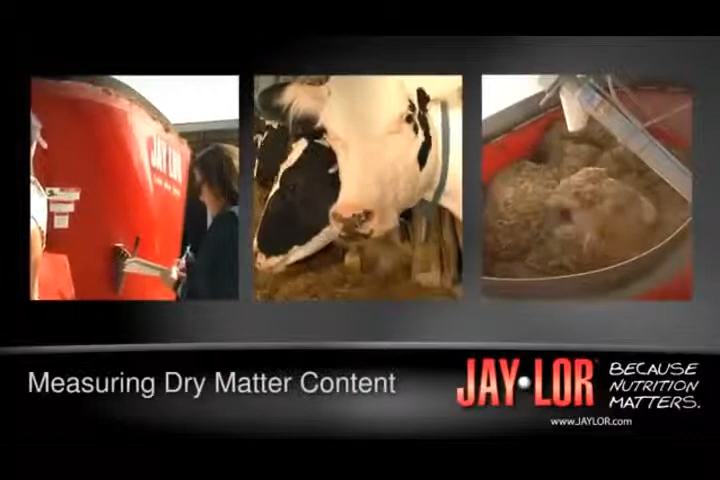 JAY LOR
Measuring Dry Matter Content
JAY•LOR
BECAUSE
NUTRITION
MATTERS.
www.JAYLOR.com